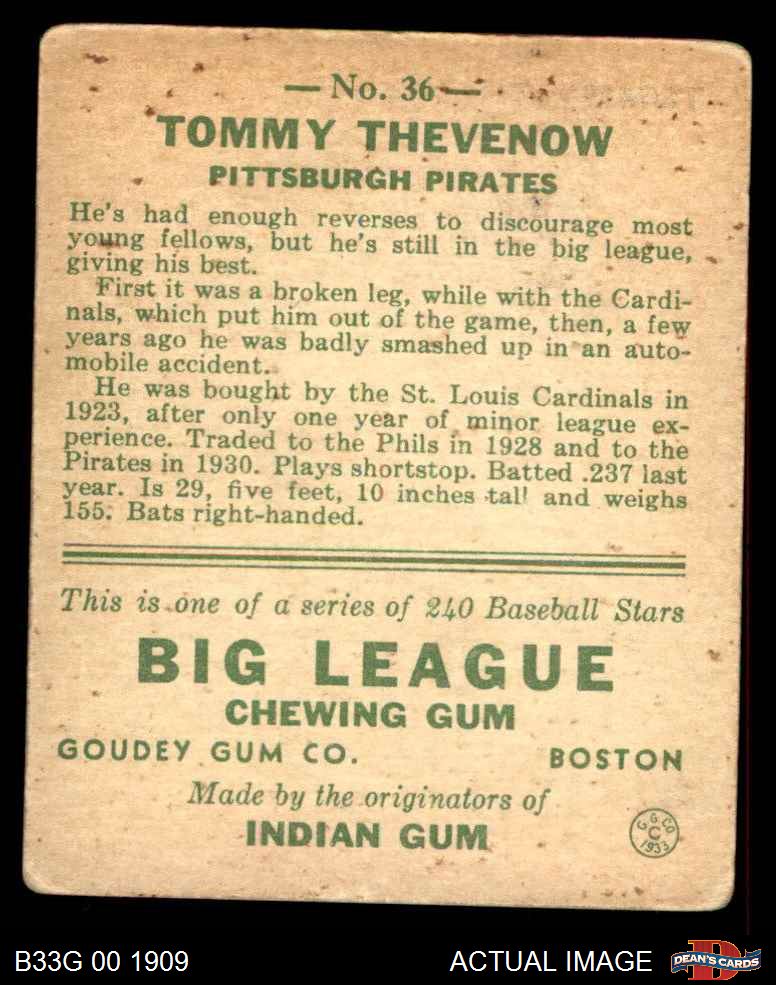 — No. 36 —
TOMMY THEVENOW
PITTSBURGH PIRATES
He's had enough reverses to discourage most
young fellows, but he's still in the big league,
giving his best.
First it was a broken leg, while with the Cardi-
nals, which put him out of the game, then, a few
years ago he was badly smashed up in an auto-
mobile accident.
He was bought by the St. Louis Cardinals in
1923, after only one year of minor league ex-
perience. Traded to the Phils in 1928 and to the
Pirates in 1930. Plays shortstop. Batted .237 last
year. Is 29, five feet, 10 inches tall and weighs
155. Bats right-handed.
This is one of a series of 240 Baseball Stars
BIG LEAGUE
CHEWING GUM
GOUDEY GUM CO. BOSTON
Made by the originators of
INDIAN GUM
G. G. CO
C
1933
B33G 00 1909 ACTUAL IMAGE
D
DEAN'S CARDS